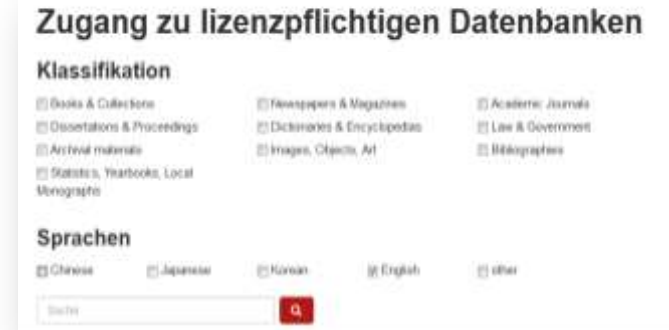 Zugang zu lizenzpflichtigen Datenbanken
Klassifikation
Books & Collections Newspapers & Magazines Academic Journals
Dissertations & Proceedings Dictionaries & Encyclopedias Law & Government
Archival materials Images, Objects, Art Bibliographies
Statistics, Yearbooks, Local
Monographs
Sprachen
Chinese Japanese Korean English other
Suche